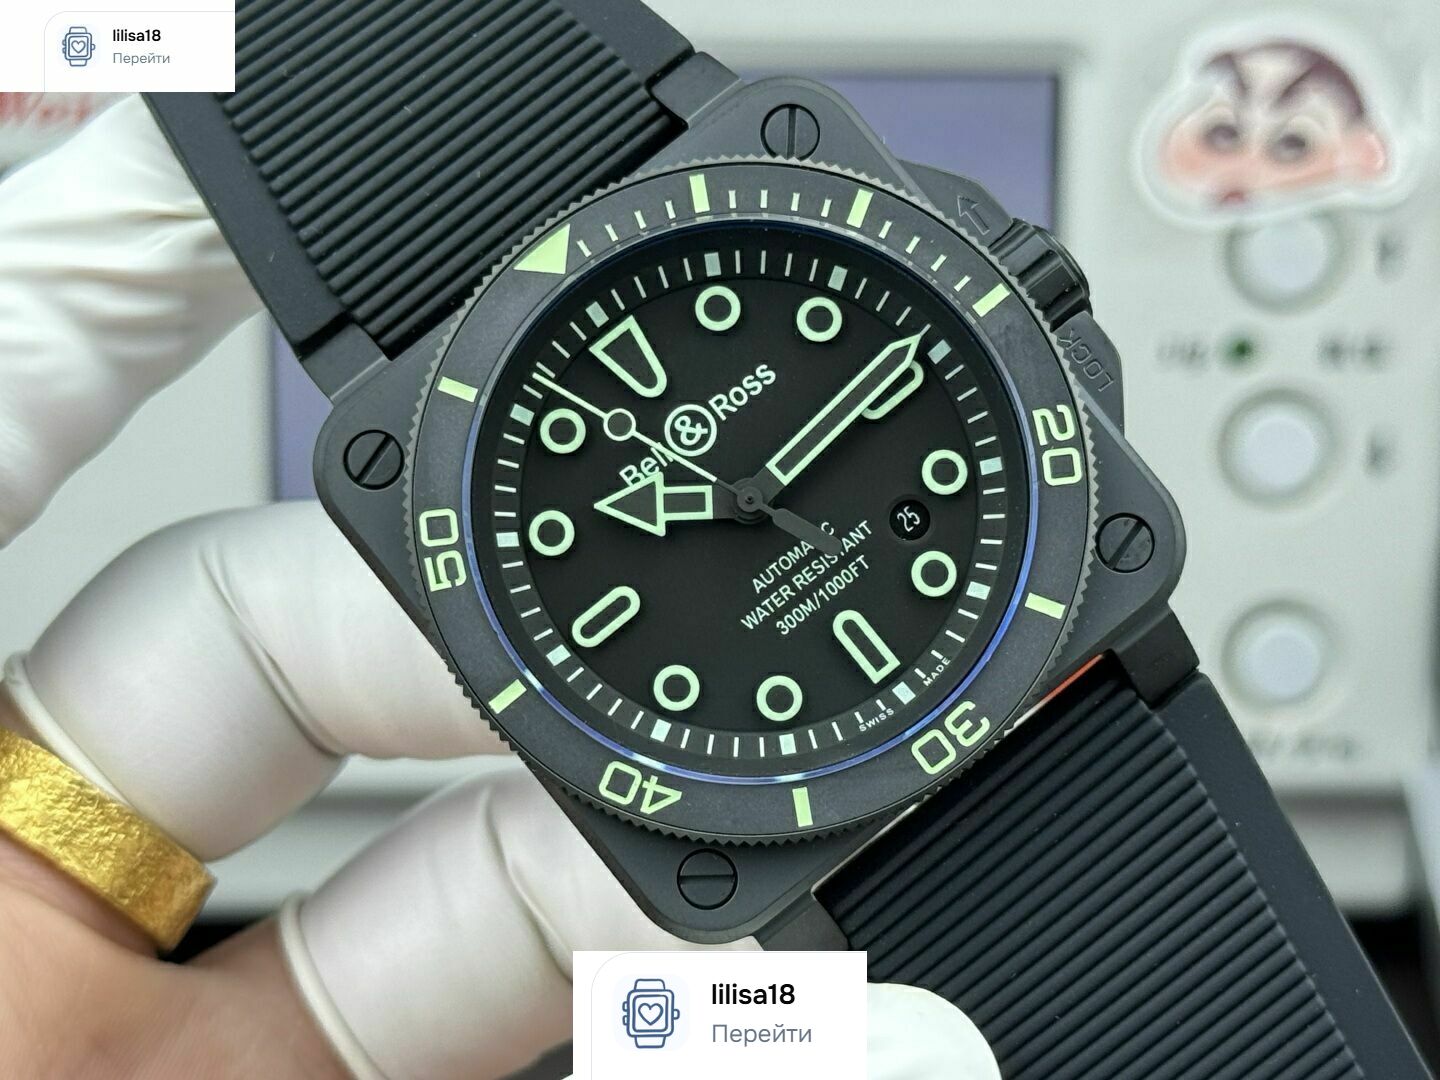 lilisa18
Перейти
Bell & Ross
25
AUTOMATIC
WATER RESISTANT
300M/1000FT
SWISS MADE
20
30
40
50
LOCK
lilisa18
Перейти